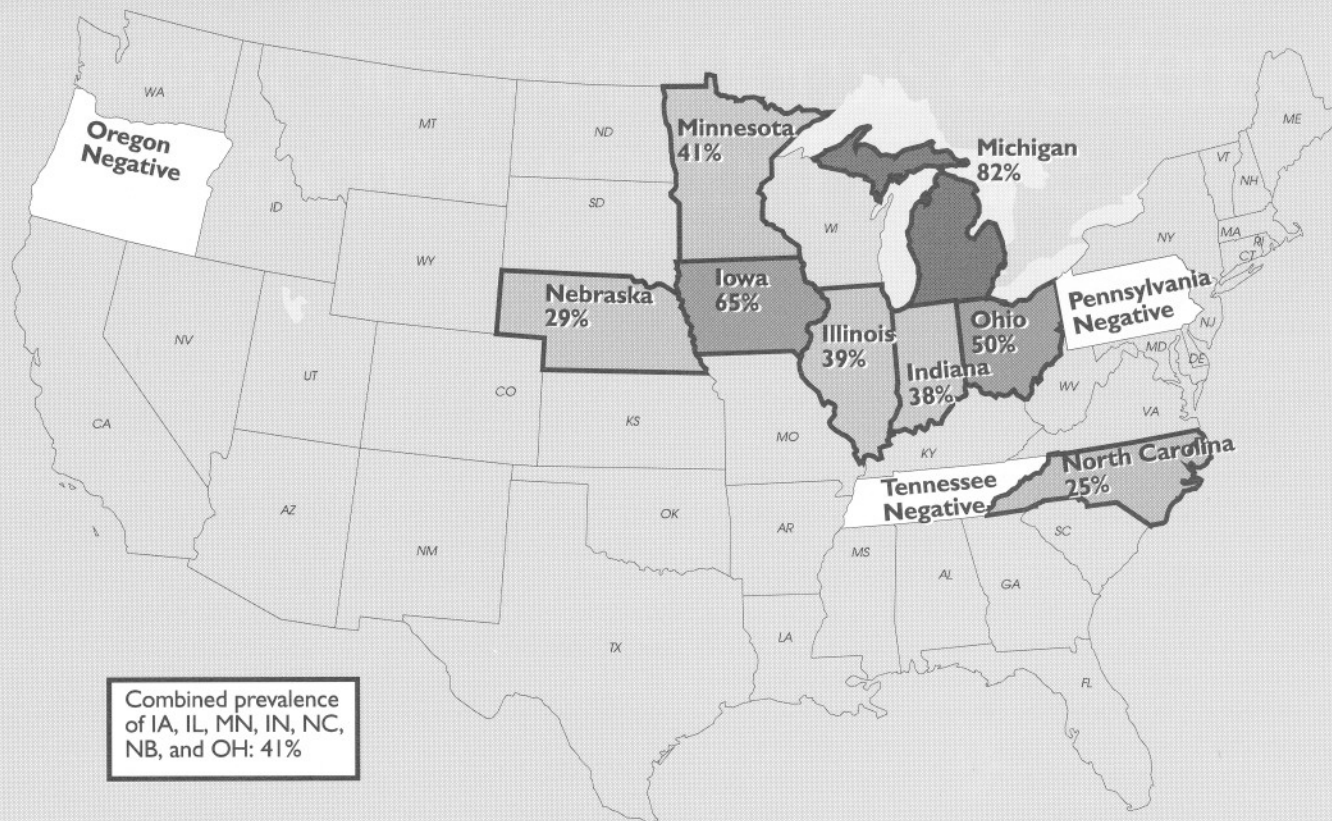 WA
Oregon
Negative
MT
ND
Minnesota
41%
Michigan
82%
ME
VT
NH
ID
SD
WI
NY
MA
RI
CT
WY
Nebraska
29%
Iowa
65%
Illinois
39%
Indiana
38%
Ohio
50%
Pennsylvania
Negative
NJ
MD
DE
NV
UT
CO
CA
KS
MO
WV
VA
KY
North Carolina
25%
Tennessee
Negative
AZ
NM
OK
AR
SC
MS
AL
GA
TX
LA
FL
Combined prevalence
of IA, IL, MN, IN, NC,
NB, and OH: 41%